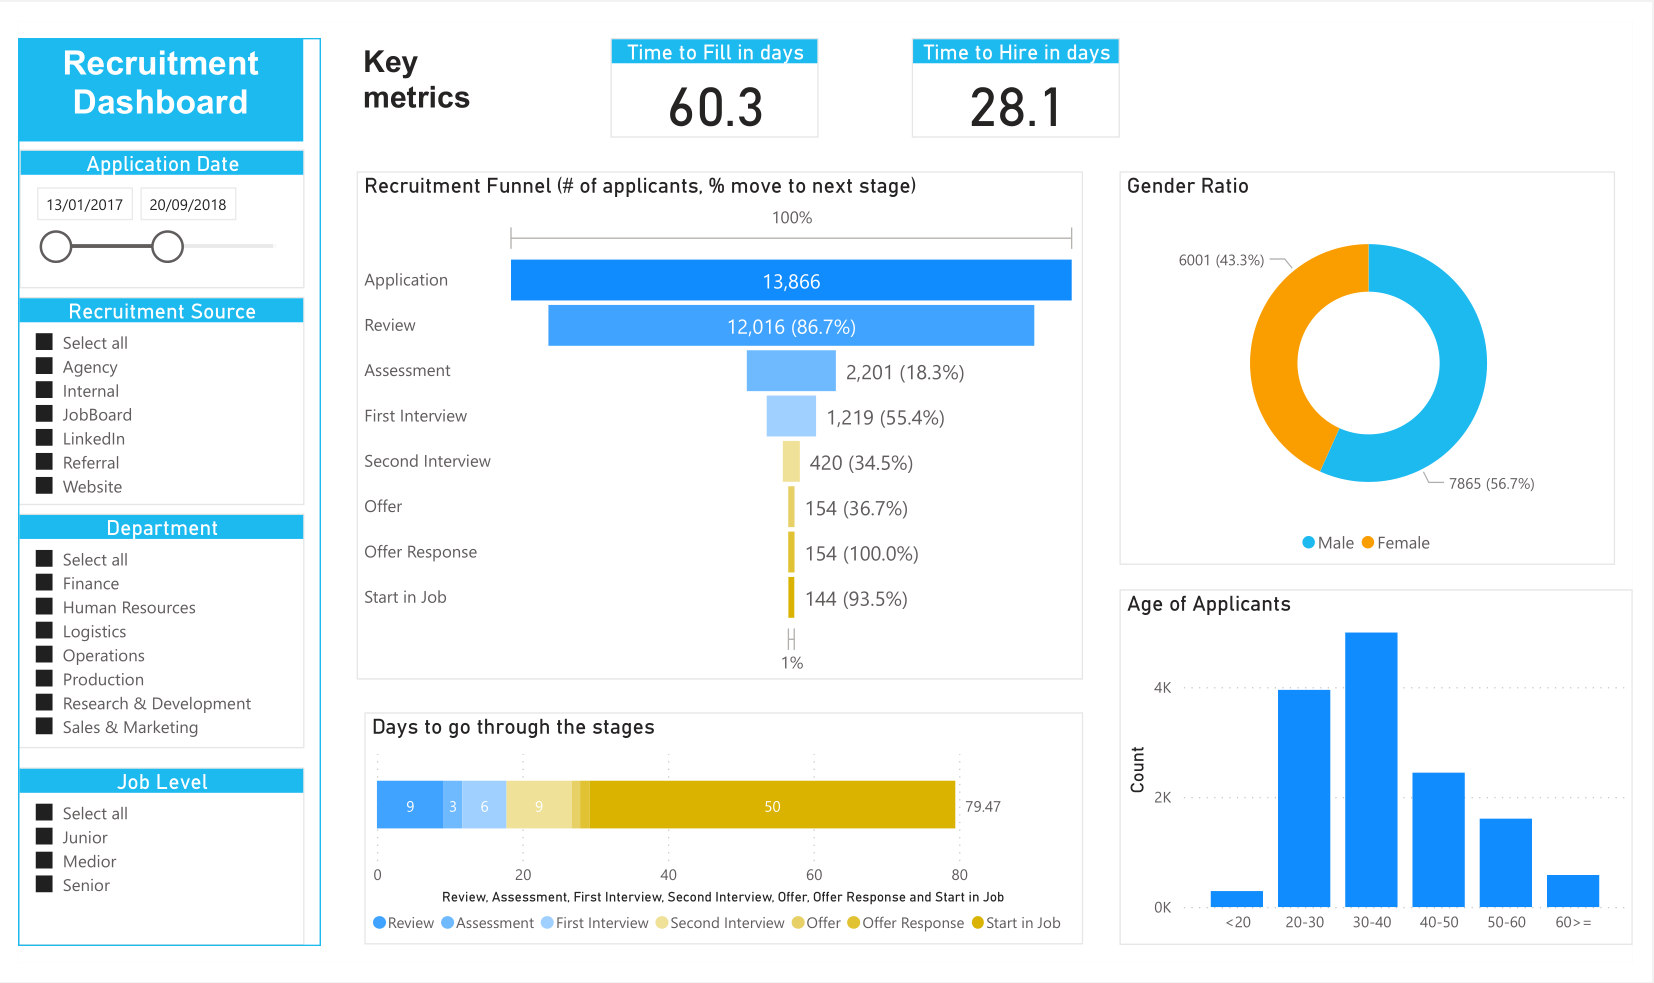 Recruitment
Dashboard
Application Date
13/01/2017 20/09/2018
Recruitment Source
Select all
Agency
Internal
JobBoard
LinkedIn
Referral
Website
Department
Select all
Finance
Human Resources
Logistics
Operations
Production
Research & Development
Sales & Marketing
Job Level
Select all
Junior
Medior
Senior
Key
metrics
Time to Fill in days
60.3
Time to Hire in days
28.1
Recruitment Funnel (# of applicants, % move to next stage)
100%
Application 13,866
Review 12,016 (86.7%)
Assessment 2,201 (18.3%)
First Interview 1,219 (55.4%)
Second Interview 420 (34.5%)
Offer 154 (36.7%)
Offer Response 154 (100.0%)
Start in Job 144 (93.5%)
1%
Days to go through the stages
9 3 6 9 50 79.47
0 20 40 60 80
Review, Assessment, First Interview, Second Interview, Offer, Offer Response and Start in Job
Review Assessment First Interview Second Interview Offer Offer Response Start in Job
Gender Ratio
6001 (43.3%)
7865 (56.7%)
Male Female
Age of Applicants
Count
4K
2K
0K
<20 20-30 30-40 40-50 50-60 60>=